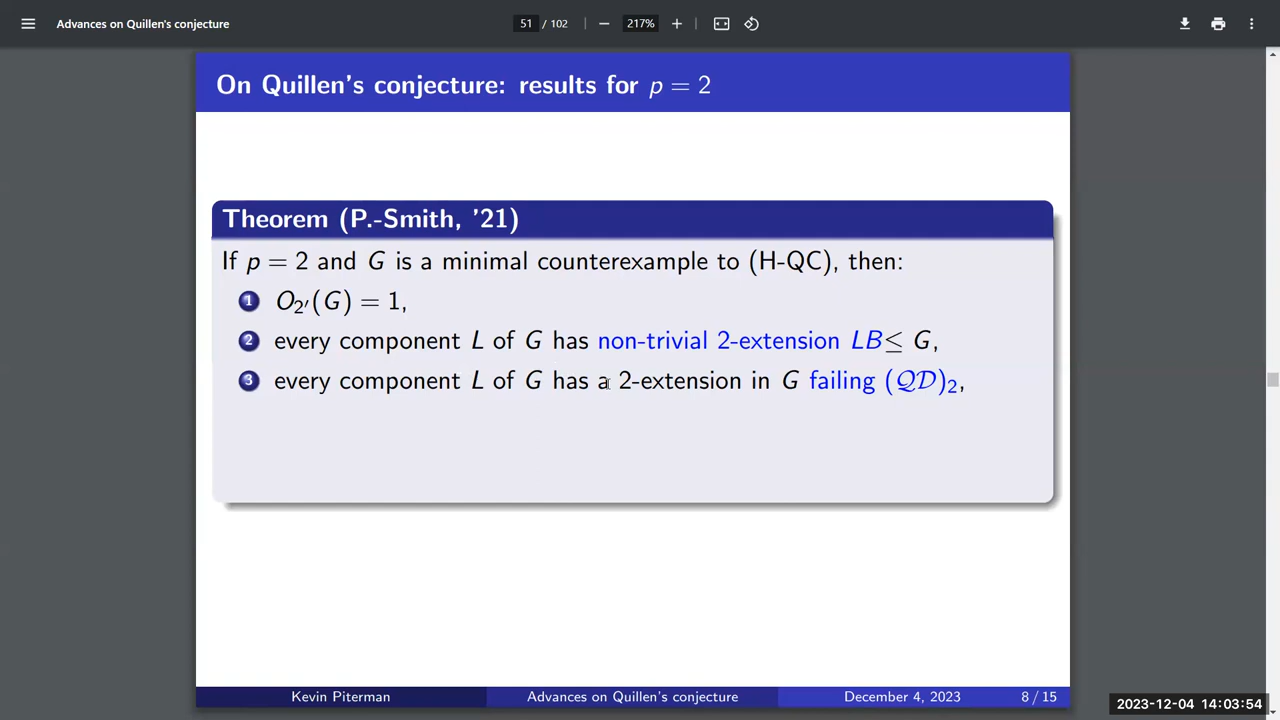 Advances on Quillen's conjecture
51 / 102
217%
On Quillen's conjecture: results for p = 2
Theorem (P.-Smith, '21)
If p = 2 and G is a minimal counterexample to (H-QC), then:
1 O₂′(G) = 1,
2 every component L of G has non-trivial 2-extension LB≤ G,
3 every component L of G has a 2-extension in G failing (𝒬𝒟)₂,
Kevin Piterman
Advances on Quillen's conjecture
December 4, 2023
8 / 15
2023-12-04 14:03:54